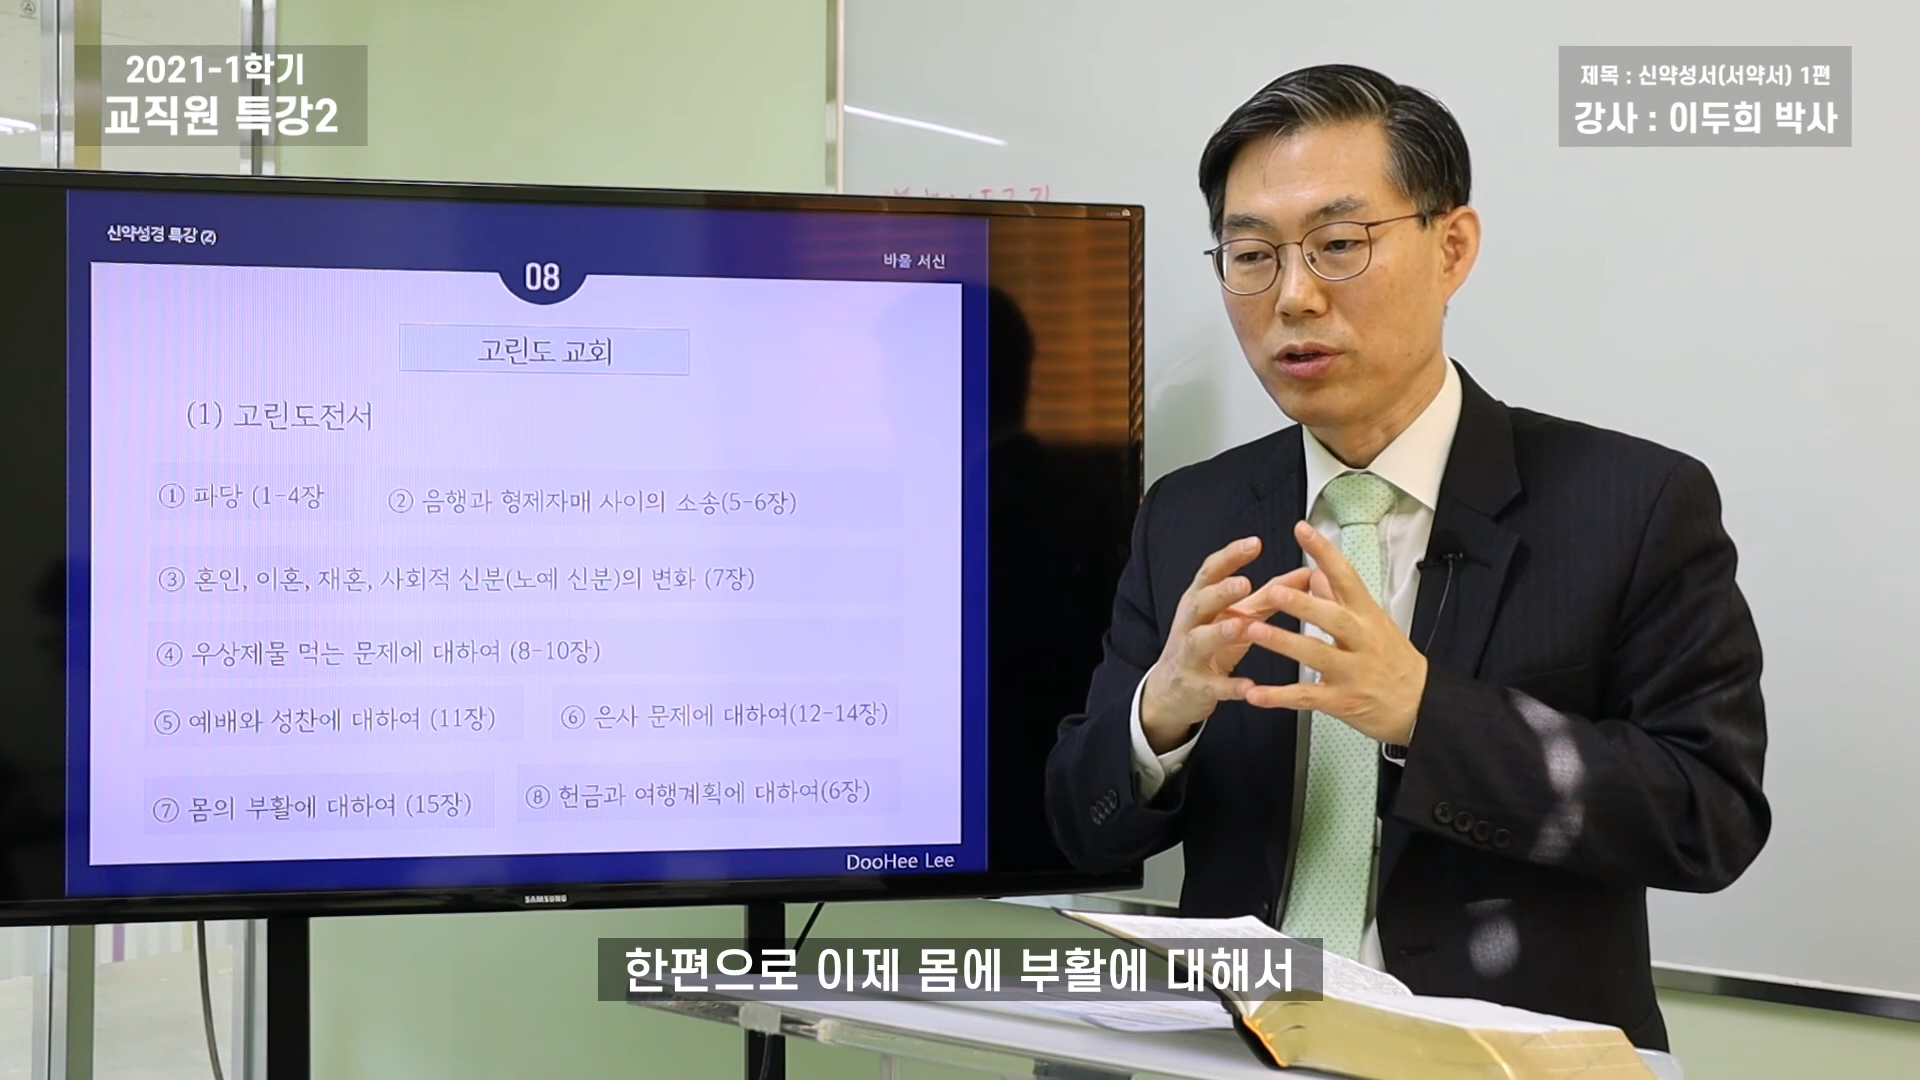 2021-1학기
교직원 특강2
제목 : 신약성서(서약서) 1편
강사 : 이두희 박사
신약성경 특강 (2)
바울 서신
08
고린도 교회
(1) 고린도전서
① 파당 (1-4장
② 음행과 형제자매 사이의 소송(5-6장)
③ 혼인, 이혼, 재혼, 사회적 신분(노예 신분)의 변화 (7장)
④ 우상제물 먹는 문제에 대하여 (8-10장)
⑤ 예배와 성찬에 대하여 (11장)
⑥ 은사 문제에 대하여(12-14장)
⑦ 몸의 부활에 대하여 (15장)
⑧ 헌금과 여행계획에 대하여(6장)
DooHee Lee
SAMSUNG
한편으로 이제 몸에 부활에 대해서